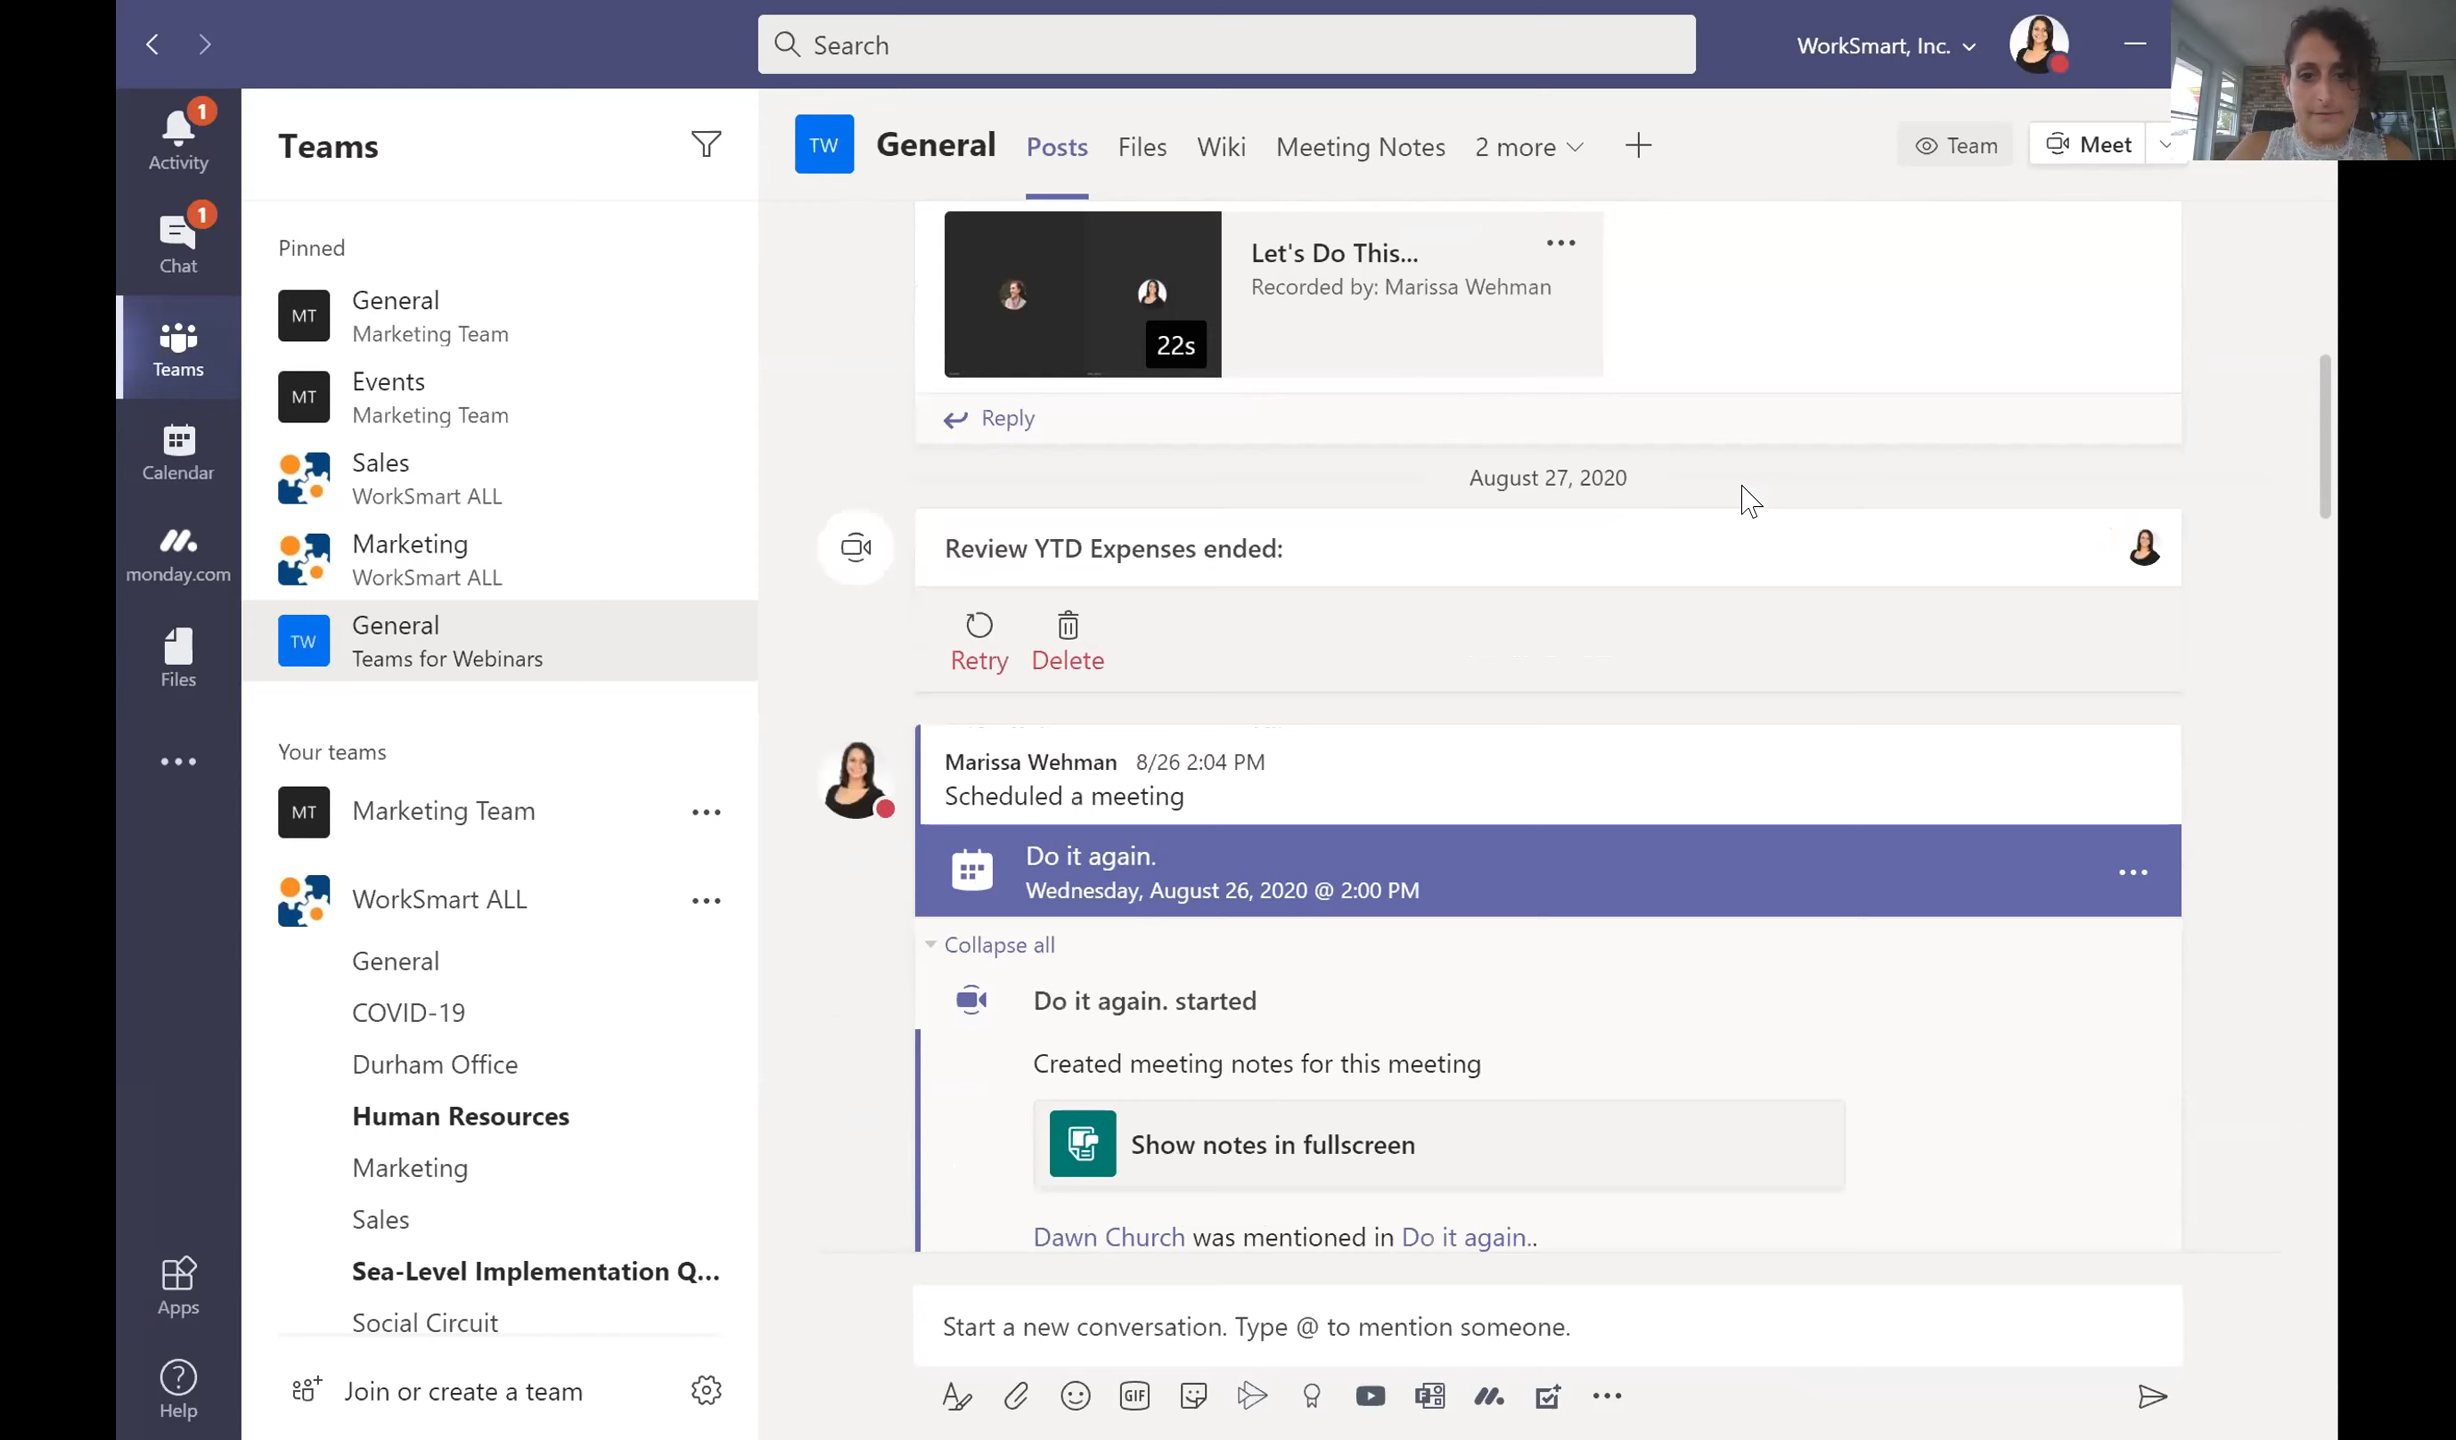 Search
WorkSmart, Inc.
1
Activity
1
Chat
Teams
Calendar
monday.com
Files
Apps
Help
Teams
Pinned
MT
General
Marketing Team
MT
Events
Marketing Team
Sales
WorkSmart ALL
Marketing
WorkSmart ALL
TW
General
Teams for Webinars
Your teams
MT
Marketing Team
WorkSmart ALL
General
COVID-19
Durham Office
Human Resources
Marketing
Sales
Sea-Level Implementation Q...
Social Circuit
Join or create a team
TW
General Posts Files Wiki Meeting Notes 2 more
Team
Meet
Let's Do This...
Recorded by: Marissa Wehman
22s
Reply
August 27, 2020
Review YTD Expenses ended:
Retry Delete
Marissa Wehman 8/26 2:04 PM
Scheduled a meeting
Do it again.
Wednesday, August 26, 2020 @ 2:00 PM
Collapse all
Do it again. started
Created meeting notes for this meeting
Show notes in fullscreen
Dawn Church was mentioned in Do it again..
Start a new conversation. Type @ to mention someone.
GIF